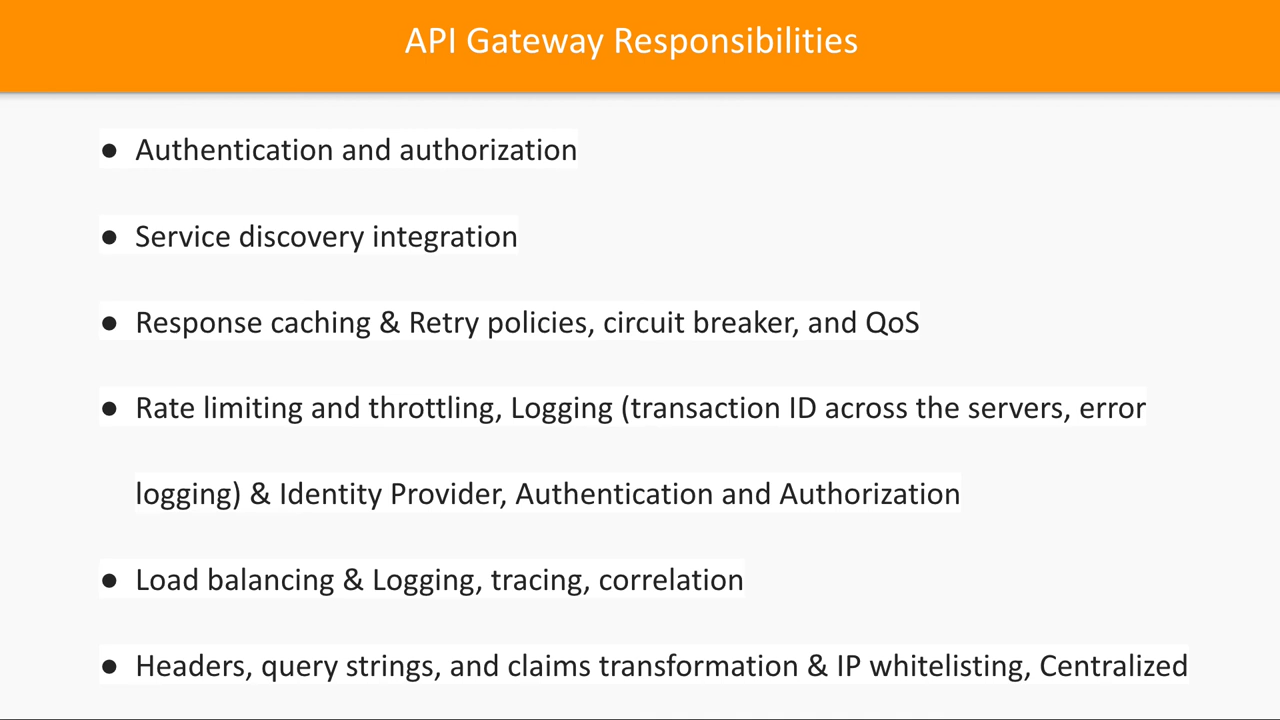 API Gateway Responsibilities
● Authentication and authorization
● Service discovery integration
● Response caching & Retry policies, circuit breaker, and QoS
● Rate limiting and throttling, Logging (transaction ID across the servers, error
logging) & Identity Provider, Authentication and Authorization
● Load balancing & Logging, tracing, correlation
● Headers, query strings, and claims transformation & IP whitelisting, Centralized